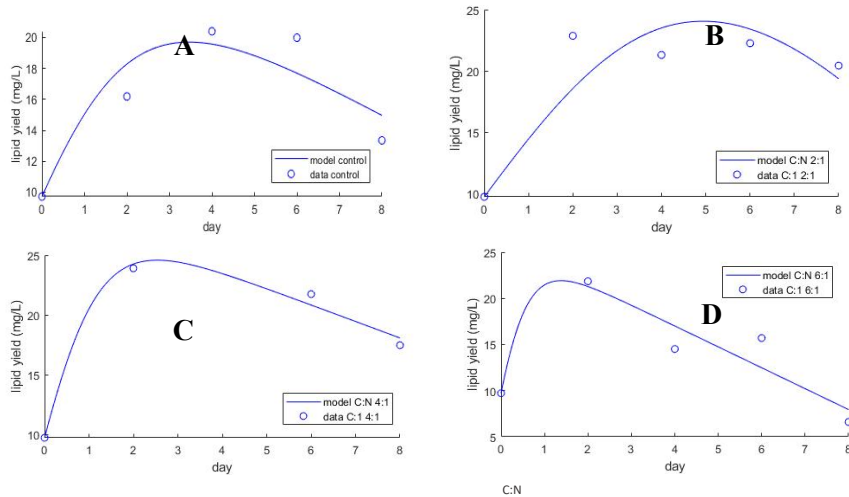 A
20
18
16
14
12
10
lipid yield (mg/L)
model control
data control
0 1 2 3 4 5 6 7 8
day
B
25
20
15
10
lipid yield (mg/L)
model C:N 2:1
data C:1 2:1
0 1 2 3 4 5 6 7 8
day
C
25
20
15
10
lipid yield (mg/L)
model C:N 4:1
data C:1 4:1
0 1 2 3 4 5 6 7 8
day
D
25
20
15
10
5
lipid yield (mg/L)
model C:N 6:1
data C:1 6:1
0 1 2 3 4 5 6 7 8
day
C:N